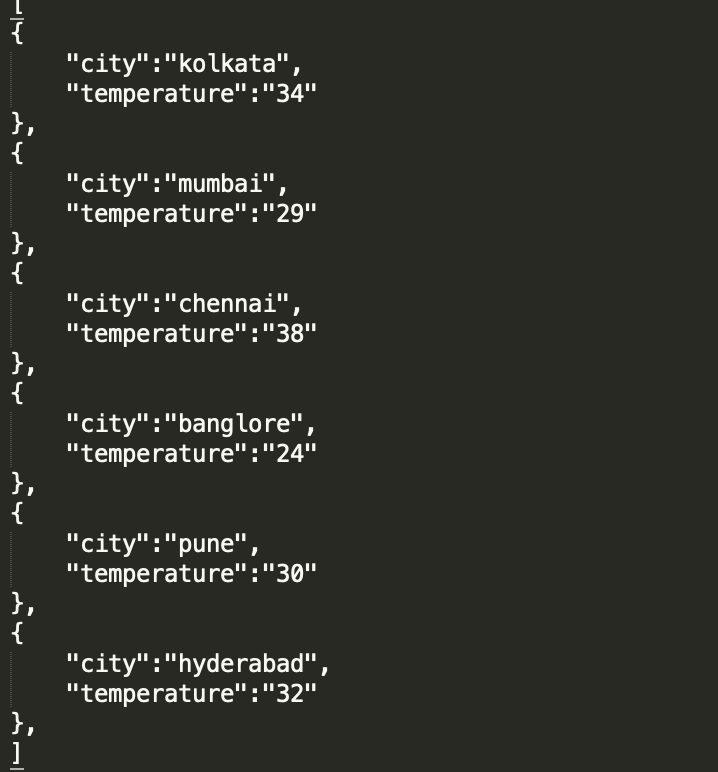 [
{
"city":"kolkata",
"temperature":"34"
},
{
"city":"mumbai",
"temperature":"29"
},
{
"city":"chennai",
"temperature":"38"
},
{
"city":"banglore",
"temperature":"24"
},
{
"city":"pune",
"temperature":"30"
},
{
"city":"hyderabad",
"temperature":"32"
},
]